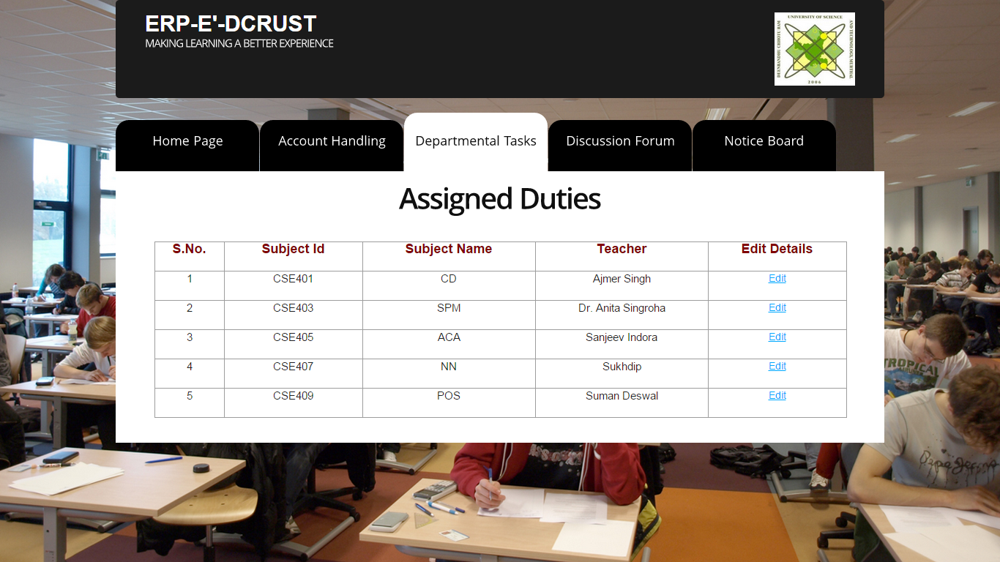 ERP-E'-DCRUST
MAKING LEARNING A BETTER EXPERIENCE
UNIVERSITY OF SCIENCE
AND TECHNOLOGY, MURTHAL
DEENBANDHU CHHOTU RAM
2006
Home Page Account Handling Departmental Tasks Discussion Forum Notice Board
Assigned Duties
S.No. Subject Id Subject Name Teacher Edit Details
1 CSE401 CD Ajmer Singh Edit
2 CSE403 SPM Dr. Anita Singroha Edit
3 CSE405 ACA Sanjeev Indora Edit
4 CSE407 NN Sukhdip Edit
5 CSE409 POS Suman Deswal Edit
TROPICAL